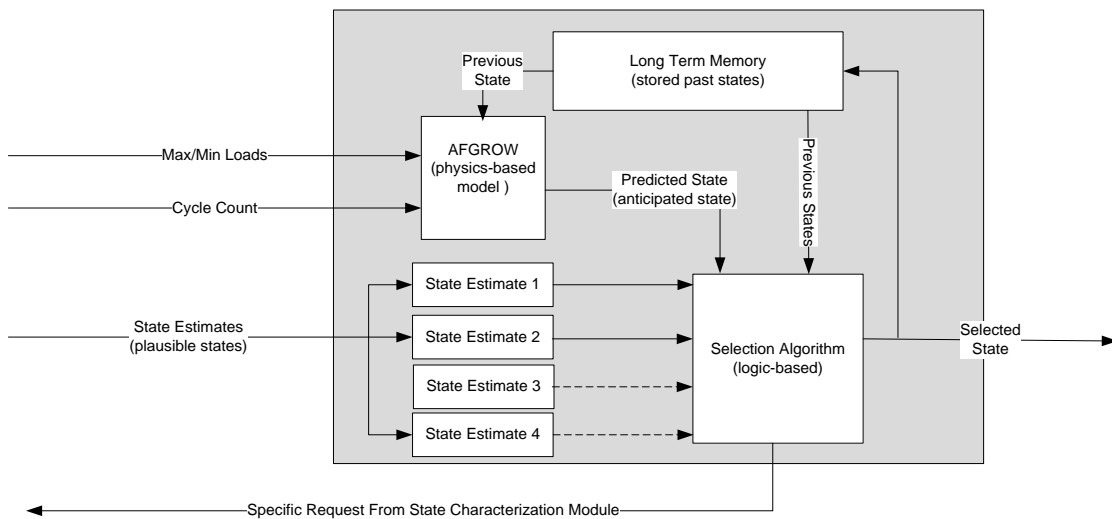 Previous
State
Long Term Memory
(stored past states)
Max/Min Loads
AFGROW
(physics-based
model )
Cycle Count
Predicted State
(anticipated state)
Previous States
State Estimates
(plausible states)
State Estimate 1
State Estimate 2
State Estimate 3
State Estimate 4
Selection Algorithm
(logic-based)
Selected
State
Specific Request From State Characterization Module